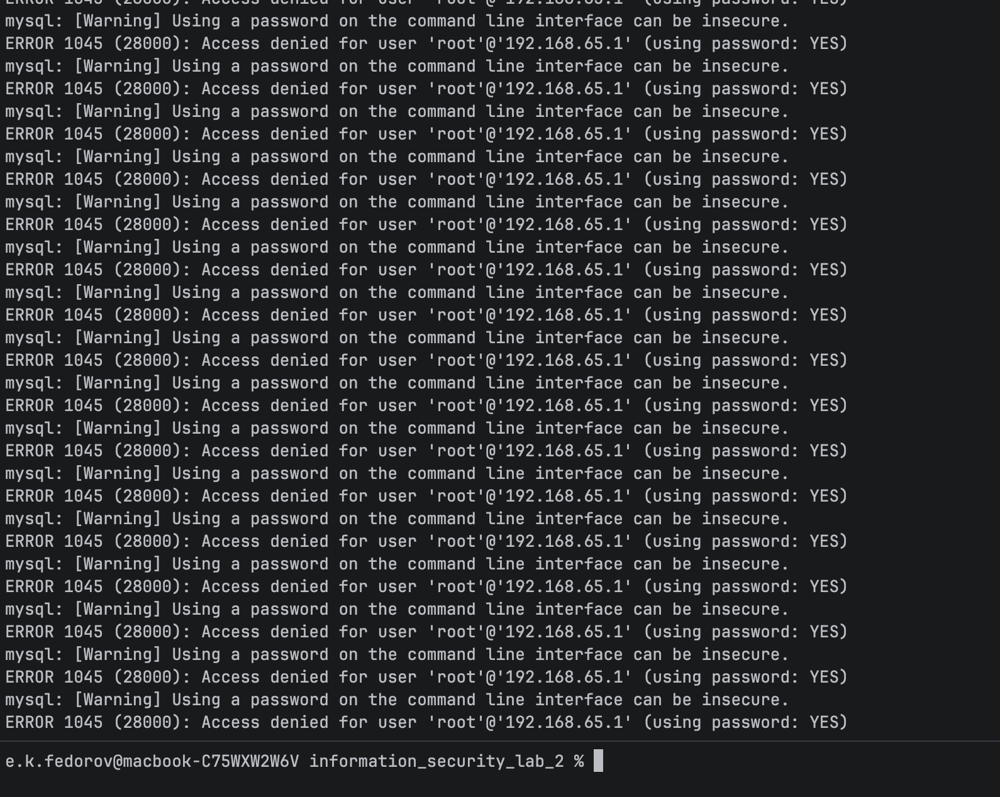 ERROR 1045 (28000): Access denied for user 'root'@'192.168.65.1' (using password: YES)
mysql: [Warning] Using a password on the command line interface can be insecure.
ERROR 1045 (28000): Access denied for user 'root'@'192.168.65.1' (using password: YES)
mysql: [Warning] Using a password on the command line interface can be insecure.
ERROR 1045 (28000): Access denied for user 'root'@'192.168.65.1' (using password: YES)
mysql: [Warning] Using a password on the command line interface can be insecure.
ERROR 1045 (28000): Access denied for user 'root'@'192.168.65.1' (using password: YES)
mysql: [Warning] Using a password on the command line interface can be insecure.
ERROR 1045 (28000): Access denied for user 'root'@'192.168.65.1' (using password: YES)
mysql: [Warning] Using a password on the command line interface can be insecure.
ERROR 1045 (28000): Access denied for user 'root'@'192.168.65.1' (using password: YES)
mysql: [Warning] Using a password on the command line interface can be insecure.
ERROR 1045 (28000): Access denied for user 'root'@'192.168.65.1' (using password: YES)
mysql: [Warning] Using a password on the command line interface can be insecure.
ERROR 1045 (28000): Access denied for user 'root'@'192.168.65.1' (using password: YES)
mysql: [Warning] Using a password on the command line interface can be insecure.
ERROR 1045 (28000): Access denied for user 'root'@'192.168.65.1' (using password: YES)
mysql: [Warning] Using a password on the command line interface can be insecure.
ERROR 1045 (28000): Access denied for user 'root'@'192.168.65.1' (using password: YES)
mysql: [Warning] Using a password on the command line interface can be insecure.
ERROR 1045 (28000): Access denied for user 'root'@'192.168.65.1' (using password: YES)
mysql: [Warning] Using a password on the command line interface can be insecure.
ERROR 1045 (28000): Access denied for user 'root'@'192.168.65.1' (using password: YES)
mysql: [Warning] Using a password on the command line interface can be insecure.
ERROR 1045 (28000): Access denied for user 'root'@'192.168.65.1' (using password: YES)
mysql: [Warning] Using a password on the command line interface can be insecure.
ERROR 1045 (28000): Access denied for user 'root'@'192.168.65.1' (using password: YES)
mysql: [Warning] Using a password on the command line interface can be insecure.
ERROR 1045 (28000): Access denied for user 'root'@'192.168.65.1' (using password: YES)
mysql: [Warning] Using a password on the command line interface can be insecure.
ERROR 1045 (28000): Access denied for user 'root'@'192.168.65.1' (using password: YES)
mysql: [Warning] Using a password on the command line interface can be insecure.
ERROR 1045 (28000): Access denied for user 'root'@'192.168.65.1' (using password: YES)
e.k.fedorov@macbook-C75WXW2W6V information_security_lab_2 %